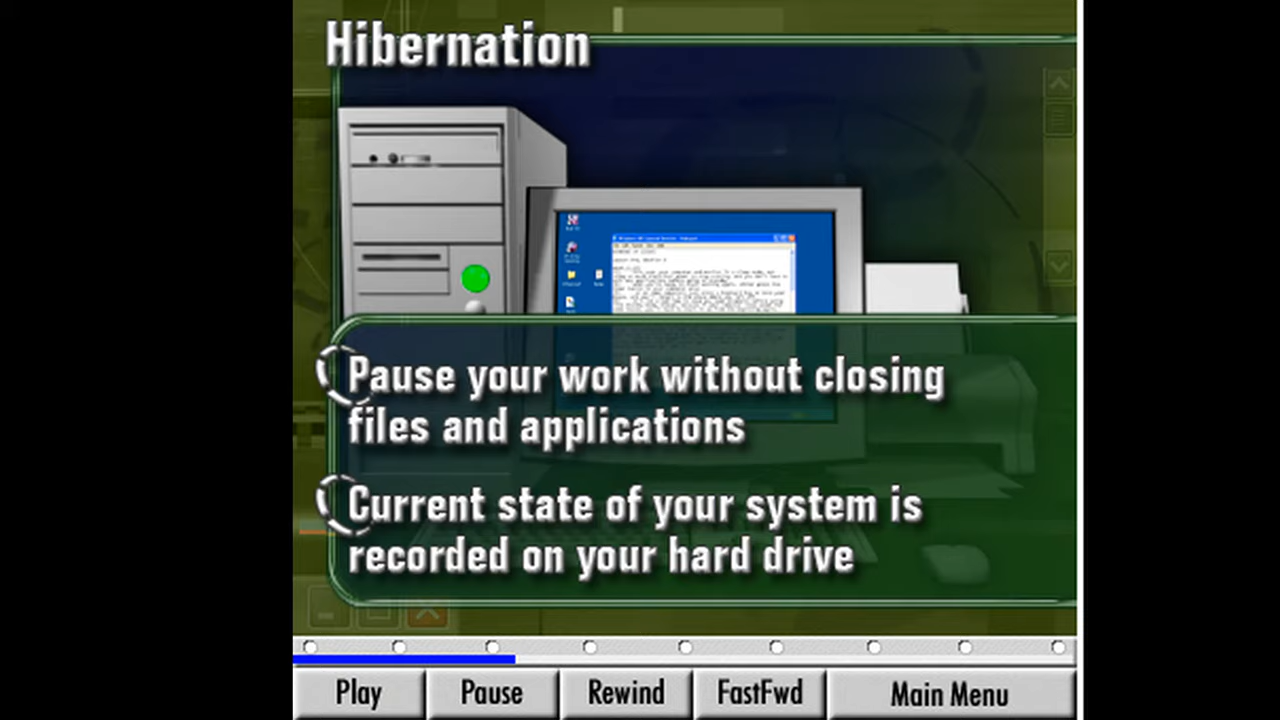 Hibernation
Pause your work without closing
files and applications
Current state of your system is
recorded on your hard drive
Play
Pause
Rewind
FastFwd
Main Menu